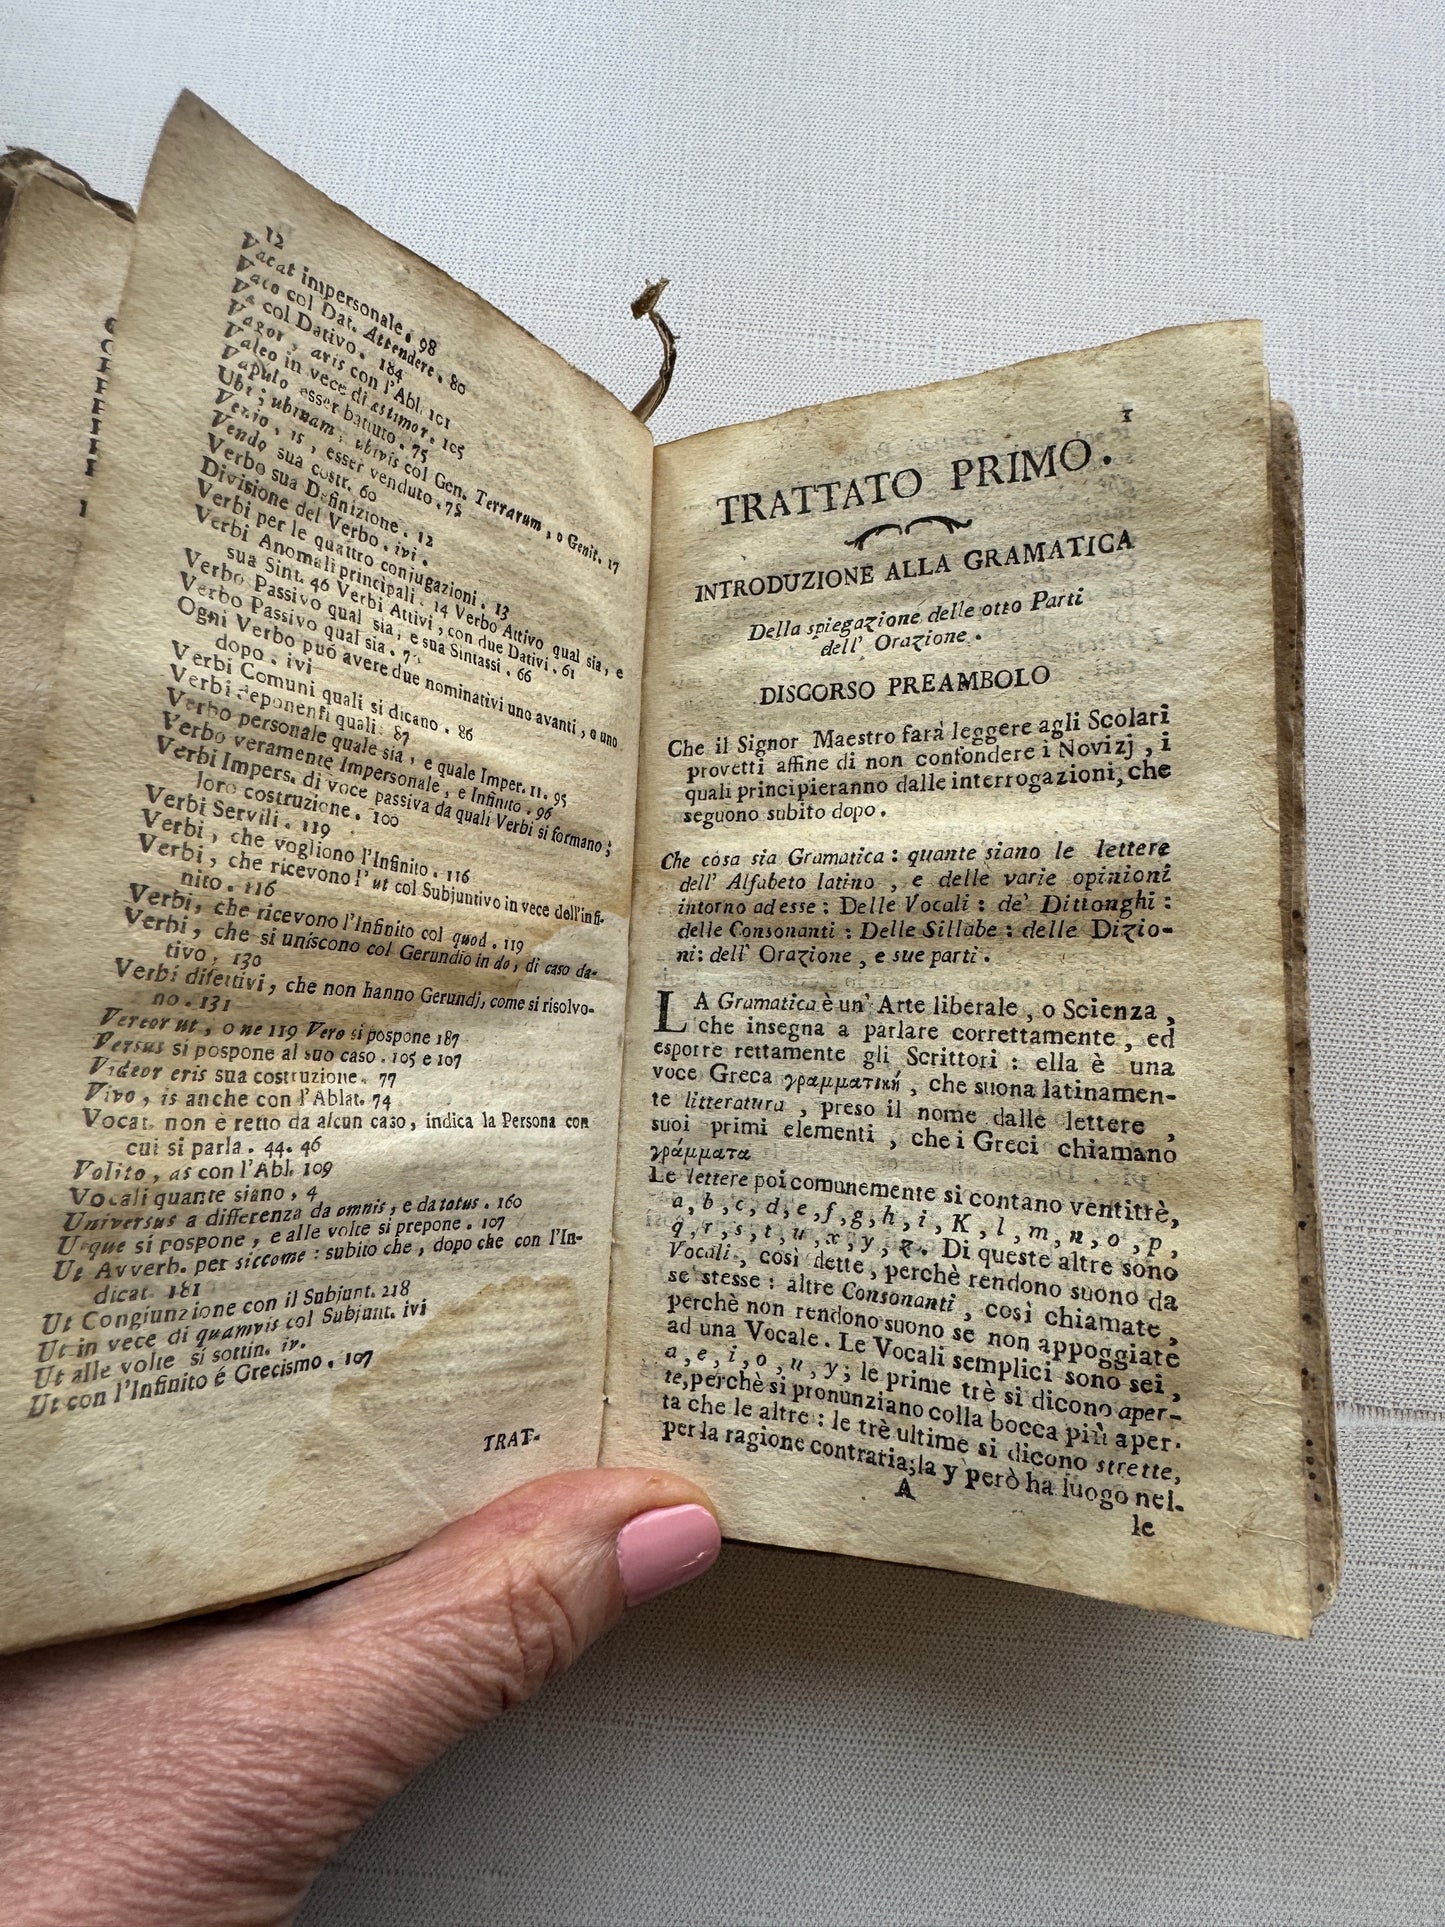 12
Vacat impersonale. 98
Vaco col Dat. Attendere. 80
Va col Dativo. 184
Vagor, aris con l'Abl. 101
Valeo in vece di æstimor. 105
Vapulo esser battuto. 75
Ubi; ubinam, ubivis col Gen. Terrarum, o Genit. 17
Venio, is, esser venduto. 75
Vendo sua costr. 60
Verbo sua Definizione. 12
Divisione del Verbo. ivi.
Verbi per le quattro conjugazioni. 13
Verbi Anomali principali. 14 Verbo Attivo qual sia, e
sua Sint. 46 Verbi Attivi, con due Dativi. 61
Verbo Passivo qual sia, e sua Sintassi. 66
Verbo Passivo qual sia.
Ogni Verbo può avere due nominativi uno avanti, e uno
dopo. ivi
Verbi Comuni quali si dicano. 86
Verbi Deponenti quali. 87
Verbo personale quale sia, e quale Imper. 11. 95
Verbo veramente Impersonale, e Infinito. 96
Verbi Impers. di voce passiva da quali Verbi si formano;
loro costruzione. 100
Verbi Servili. 119
Verbi, che vogliono l'Infinito. 116
Verbi, che ricevono l'ut col Subjuntivo in vece dell'infi-
nito. 116
Verbi, che ricevono l'Infinito col quod. 119
Verbi, che si uniscono col Gerundio in do, di caso da-
tivo, 130
Verbi difettivi, che non hanno Gerundj, come si risolvo-
no. 131
Vereor ut, o ne 119 Vero si pospone 187
Versus si pospone al suo caso. 105 e 107
Videor eris sua costruzione. 77
Vivo, is anche con l'Ablat. 74
Vocat. non è retto da alcun caso, indica la Persona con
cui si parla. 44. 46
Volito, as con l'Abl. 109
Vocali quante siano, 4
Universus a differenza da omnis, e da totus. 160
Usque si pospone, e alle volte si prepone. 107
Ut Avverb. per siccome: subito che, dopo che con l'In-
dicat. 181
Ut Congiunzione con il Subjunt. 218
Ut in vece di quamvis col Subjunt. ivi
Ut alle volte si sottin. iv.
Ut con l'Infinito é Grecismo. 107
TRAT-
1
TRATTATO PRIMO.
INTRODUZIONE ALLA GRAMATICA
Della spiegazione delle otto Parti
dell' Orazione.
DISCORSO PREAMBOLO
Che il Signor Maestro farà leggere agli Scolari
provetti affine di non confondere i Novizj, i
quali principieranno dalle interrogazioni, che
seguono subito dopo.
Che cosa sia Gramatica: quante siano le lettere
dell' Alfabeto latino, e delle varie opinioni
intorno ad esse: Delle Vocali: de' Dittonghi:
delle Consonanti: Delle Sillabe: delle Dizio-
ni: dell' Orazione, e sue parti.
LA Gramatica è un' Arte liberale, o Scienza,
che insegna a parlare correttamente, ed
esporre rettamente gli Scrittori: ella è una
voce Greca γραμματική, che suona latinamen-
te litteratura, preso il nome dalle lettere,
suoi primi elementi, che i Greci chiamano
γράμματα
Le lettere poi comunemente si contano ventitrè,
a, b, c, d, e, f, g, h, i, K, l, m, n, o, p,
q, r, s, t, u, x, y, z. Di queste altre sono
Vocali, così dette, perchè rendono suono da
se stesse: altre Consonanti, così chiamate,
perchè non rendono suono se non appoggiate
ad una Vocale. Le Vocali semplici sono sei,
a, e, i, o, u, y; le prime trè si dicono aper-
te, perchè si pronunziano colla bocca più aper-
ta che le altre: le trè ultime si dicono strette,
per la ragione contraria; la y però ha luogo nel-
A
le